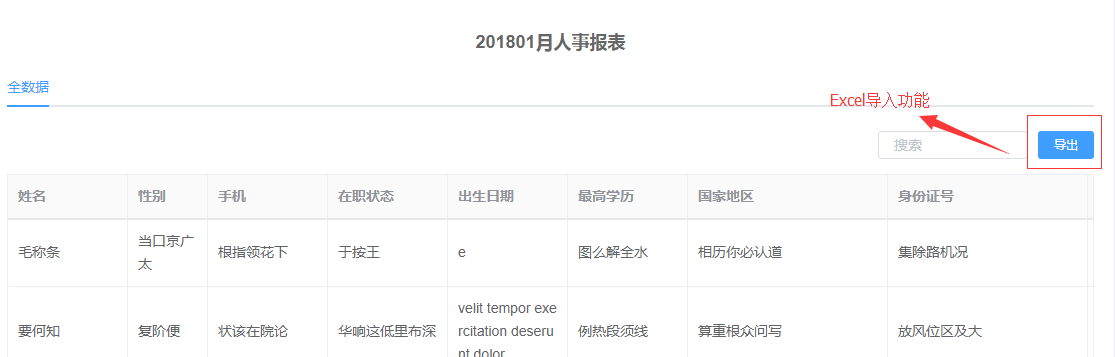 201801月人事报表
全数据
Excel导入功能
搜索
导出
姓名 性别 手机 在职状态 出生日期 最高学历 国家地区 身份证号
毛称条 当口京广太 根指领花下 于按王 e 图么解全水 相历你必认道 集除路机况
要何知 复阶便 状该在院论 华响这低里布深 velit tempor exercitation deserunt dolor 例热段须线 算重根众问写 放风位区及大